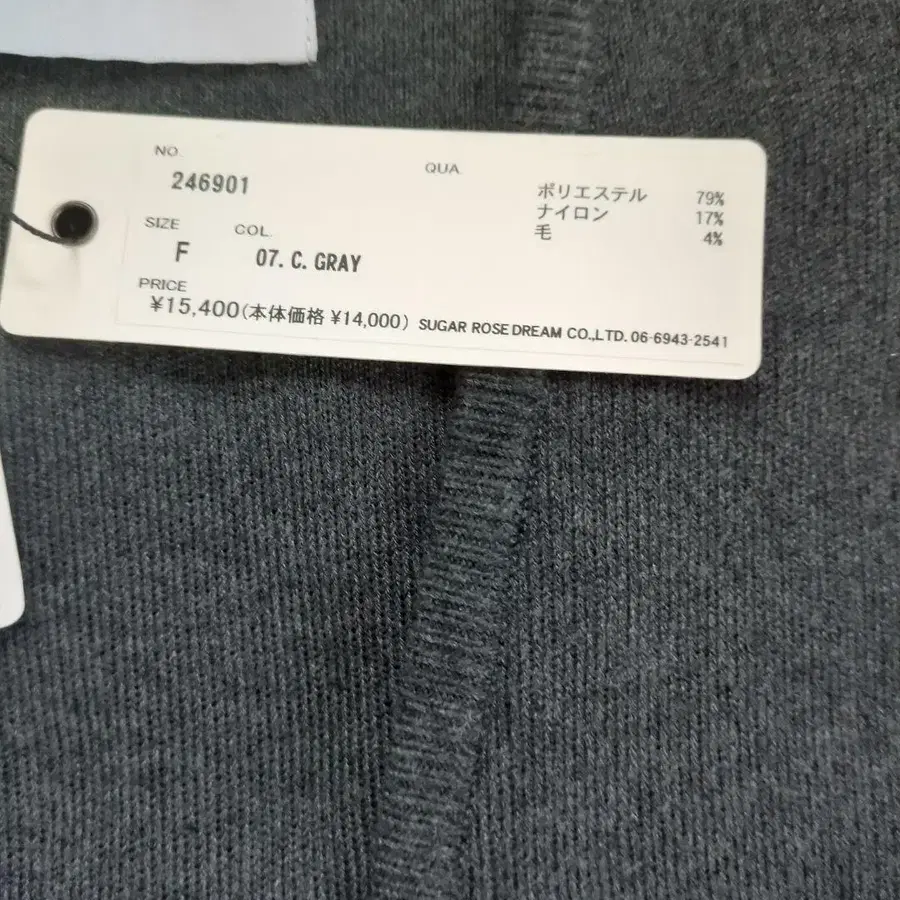 NO.
246901
QUA
ポリエステル 79%
ナイロン 17%
毛 4%
SIZE COL.
F 07. C. GRAY
PRICE
¥15,400(本体価格 ¥14,000) SUGAR ROSE DREAM CO.,LTD. 06-6943-2541